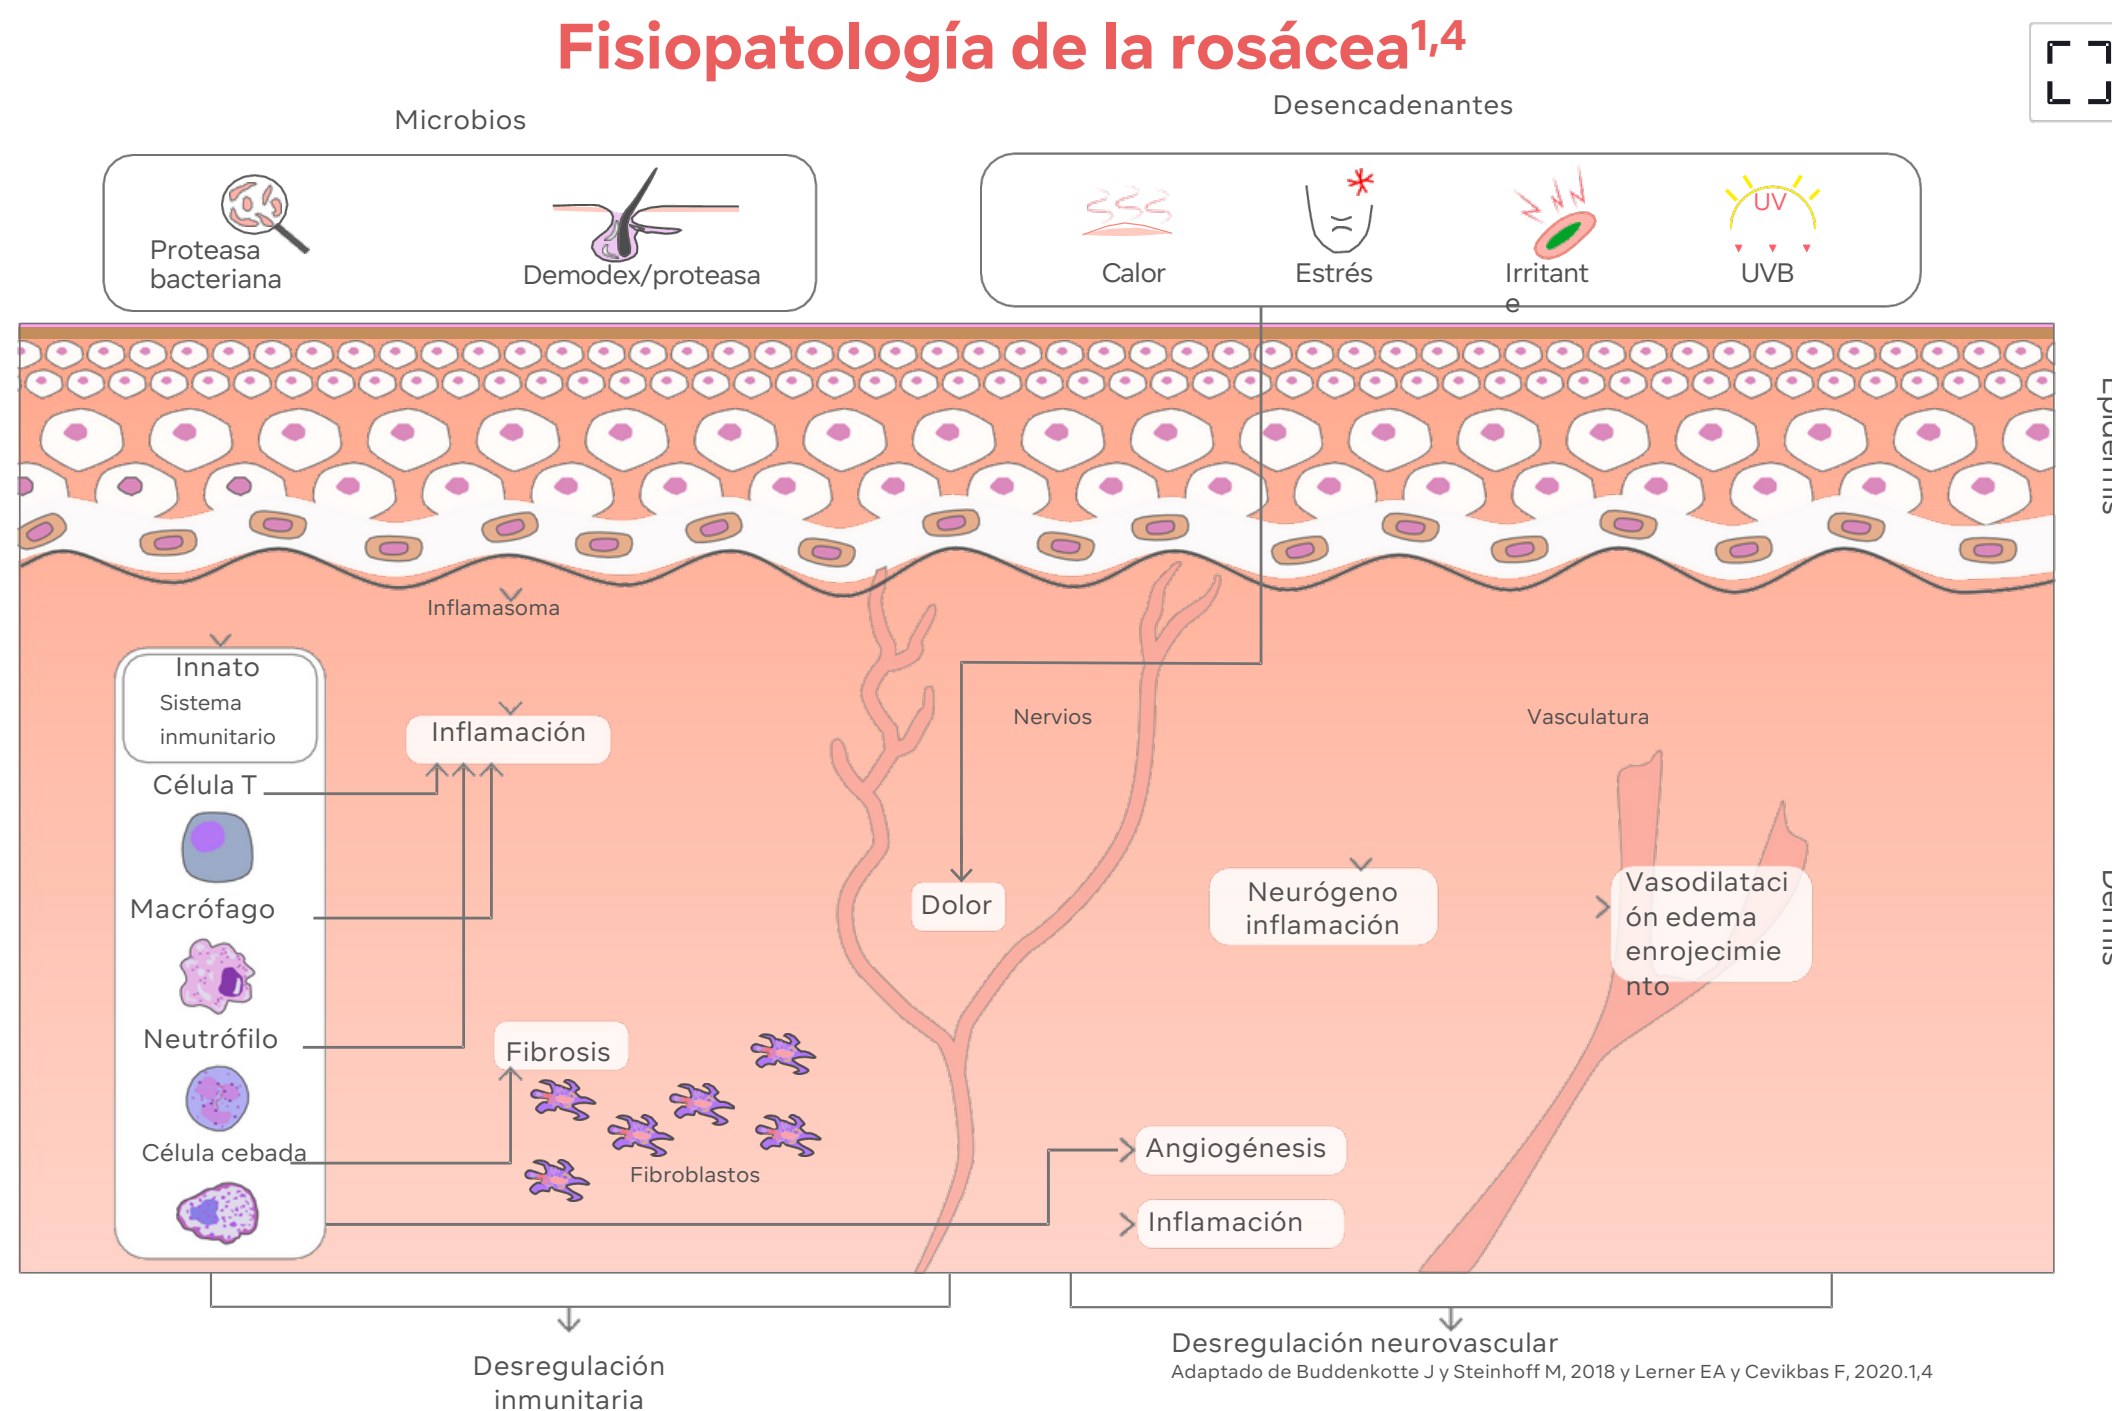 Fisiopatología de la rosácea1,4
Microbios
Desencadenantes
Proteasa
bacteriana
Demodex/proteasa
Calor
Estrés
Irritant
e
UV
UVB
Epidermis
Inflamasoma
Innato
Sistema
inmunitario
Inflamación
Célula T
Macrófago
Neutrófilo
Célula cebada
Nervios
Vasculatura
Dolor
Neurógeno
inflamación
Vasodilataci
ón edema
enrojecimie
nto
Dermis
Fibrosis
Fibroblastos
Angiogénesis
Inflamación
Desregulación
inmunitaria
Desregulación neurovascular
Adaptado de Buddenkotte J y Steinhoff M, 2018 y Lerner EA y Cevikbas F, 2020.1,4